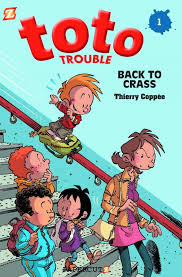 1
toto
TROUBLE
BACK TO
CRASS
Thierry Coppée
PAPERCUTZ